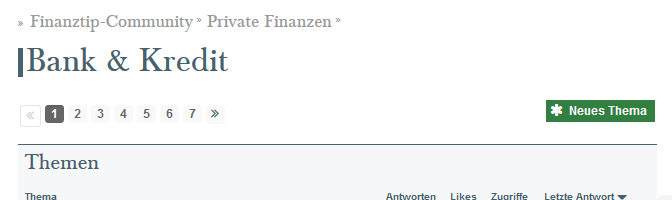 » Finanztip-Community » Private Finanzen »
Bank & Kredit
« 1 2 3 4 5 6 7 »
Neues Thema
Themen
Thema Antworten Likes Zugriffe Letzte Antwort